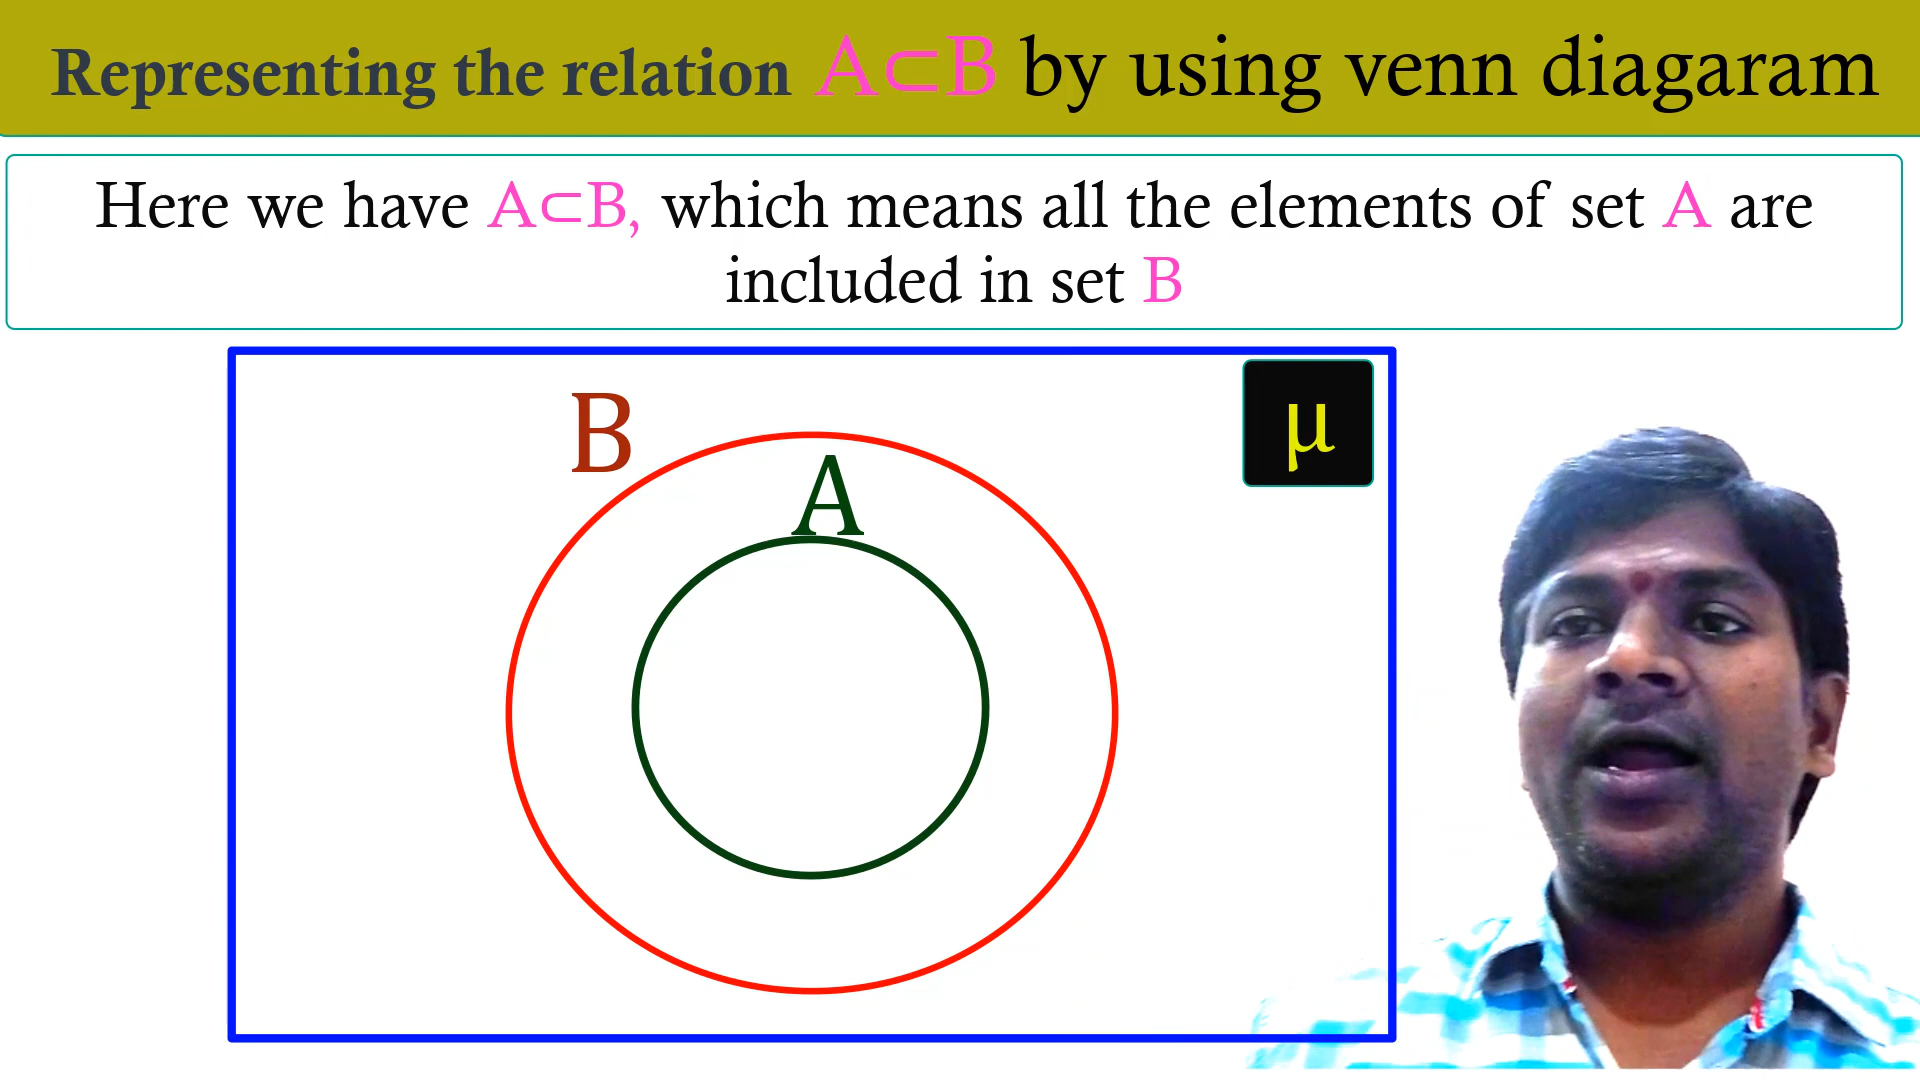 Representing the relation A⊂B by using venn diagaram
Here we have A⊂B, which means all the elements of set A are
included in set B
B
μ
A